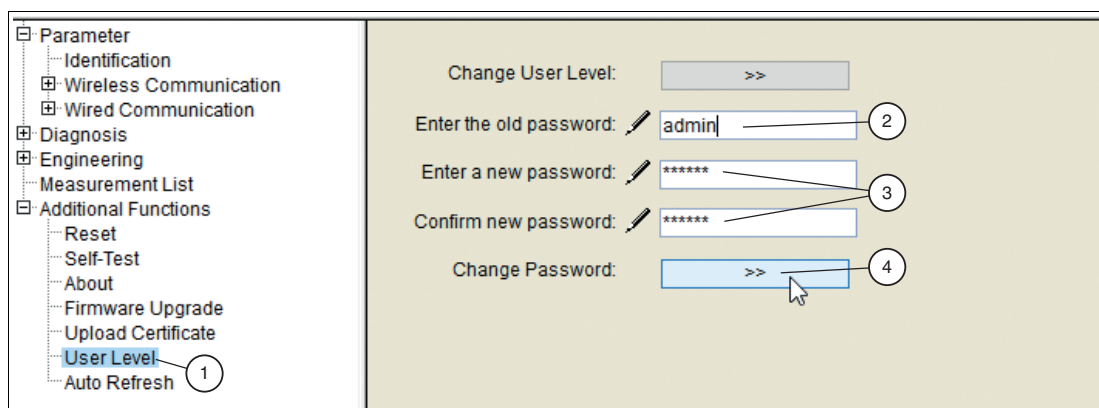 Parameter
Identification
Wireless Communication
Wired Communication
Diagnosis
Engineering
Measurement List
Additional Functions
Reset
Self-Test
About
Firmware Upgrade
Upload Certificate
User Level
1
Auto Refresh
Change User Level: >>
Enter the old password: admin 2
Enter a new password: ******
3
Confirm new password: ******
Change Password: >> 4